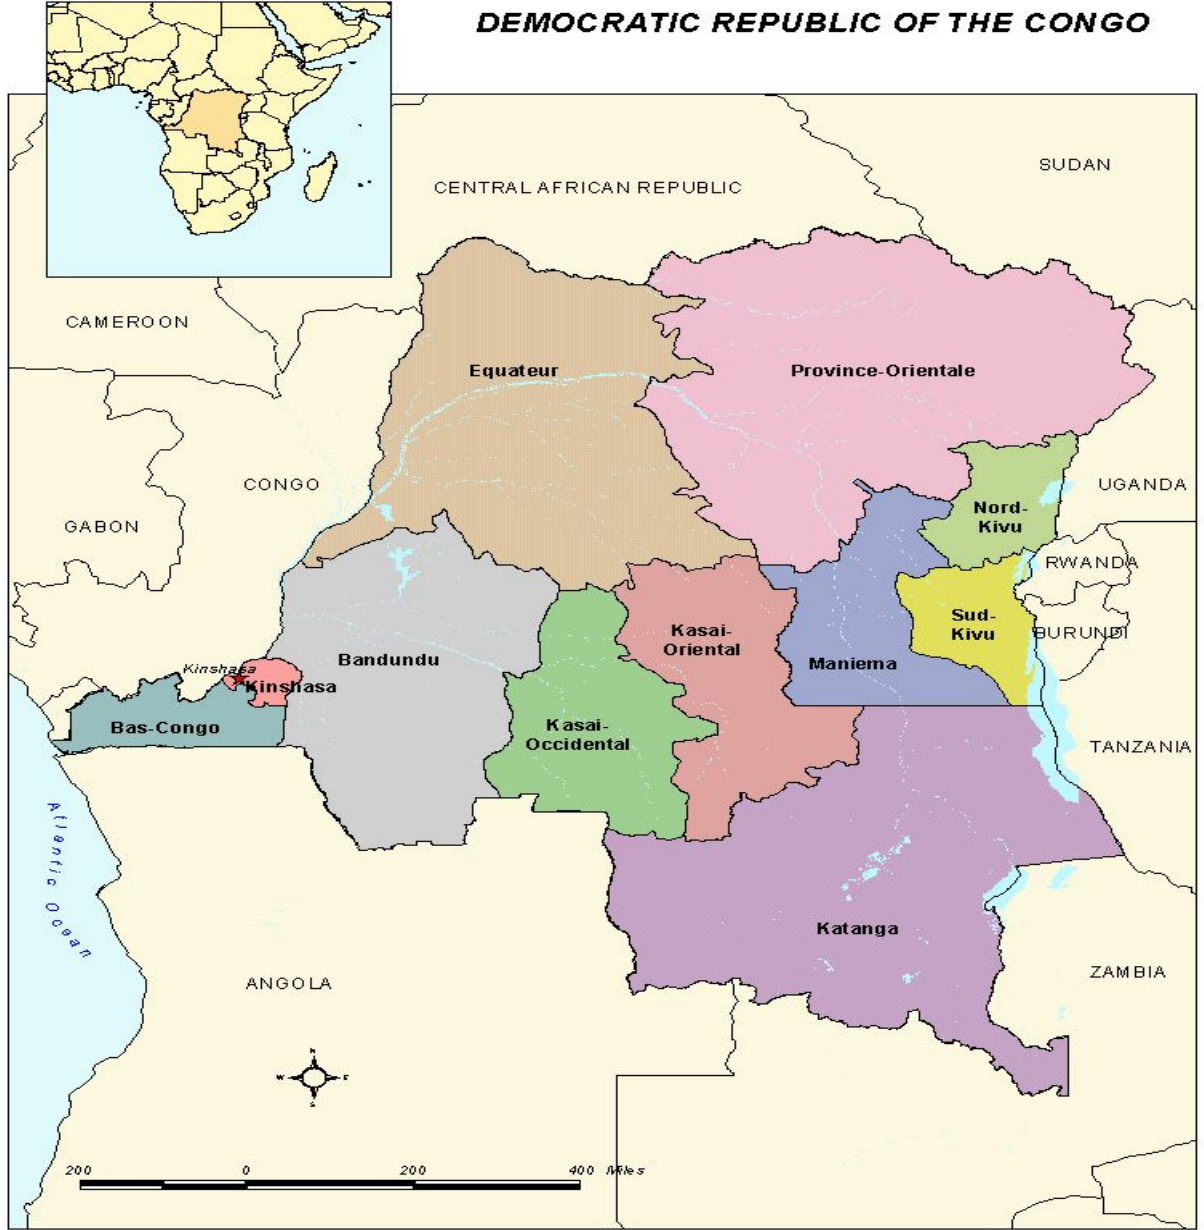 DEMOCRATIC REPUBLIC OF THE CONGO
SUDAN
CENTRAL AFRICAN REPUBLIC
CAMEROON
Equateur
Province-Orientale
CONGO
UGANDA
GABON
Nord-
Kivu
RWANDA
Sud-
Kivu
BURUNDI
Kasai-
Oriental
Bandundu
Maniema
Kinshasa
Kinshasa
Bas-Congo
Kasai-
Occidental
TANZANIA
Atlantic Ocean
Katanga
ZAMBIA
ANGOLA
N
W E
S
200 0 200 400 Miles